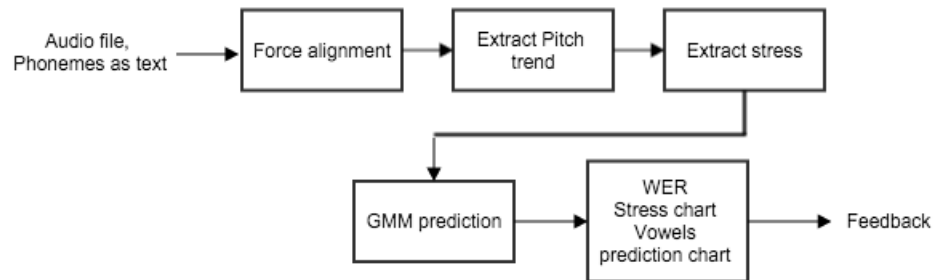 Audio file,
Phonemes as text
Force alignment
Extract Pitch
trend
Extract stress
GMM prediction
WER
Stress chart
Vowels
prediction chart
Feedback